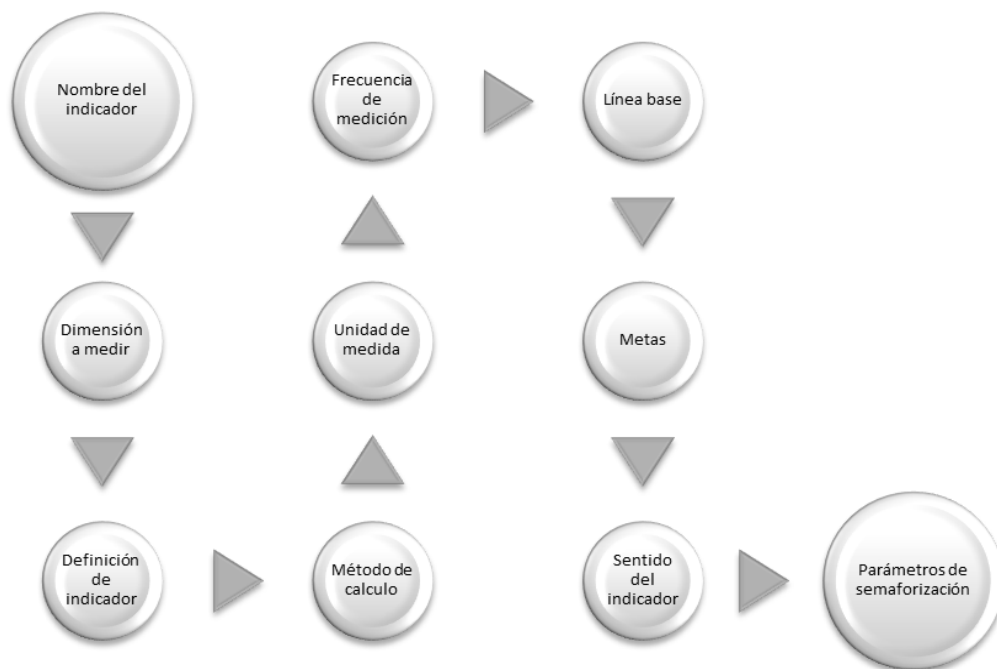 Nombre del
indicador
Dimensión
a medir
Definición
de
indicador
Método de
calculo
Unidad de
medida
Frecuencia
de
medición
Línea base
Metas
Sentido
del
indicador
Parámetros de
semaforización